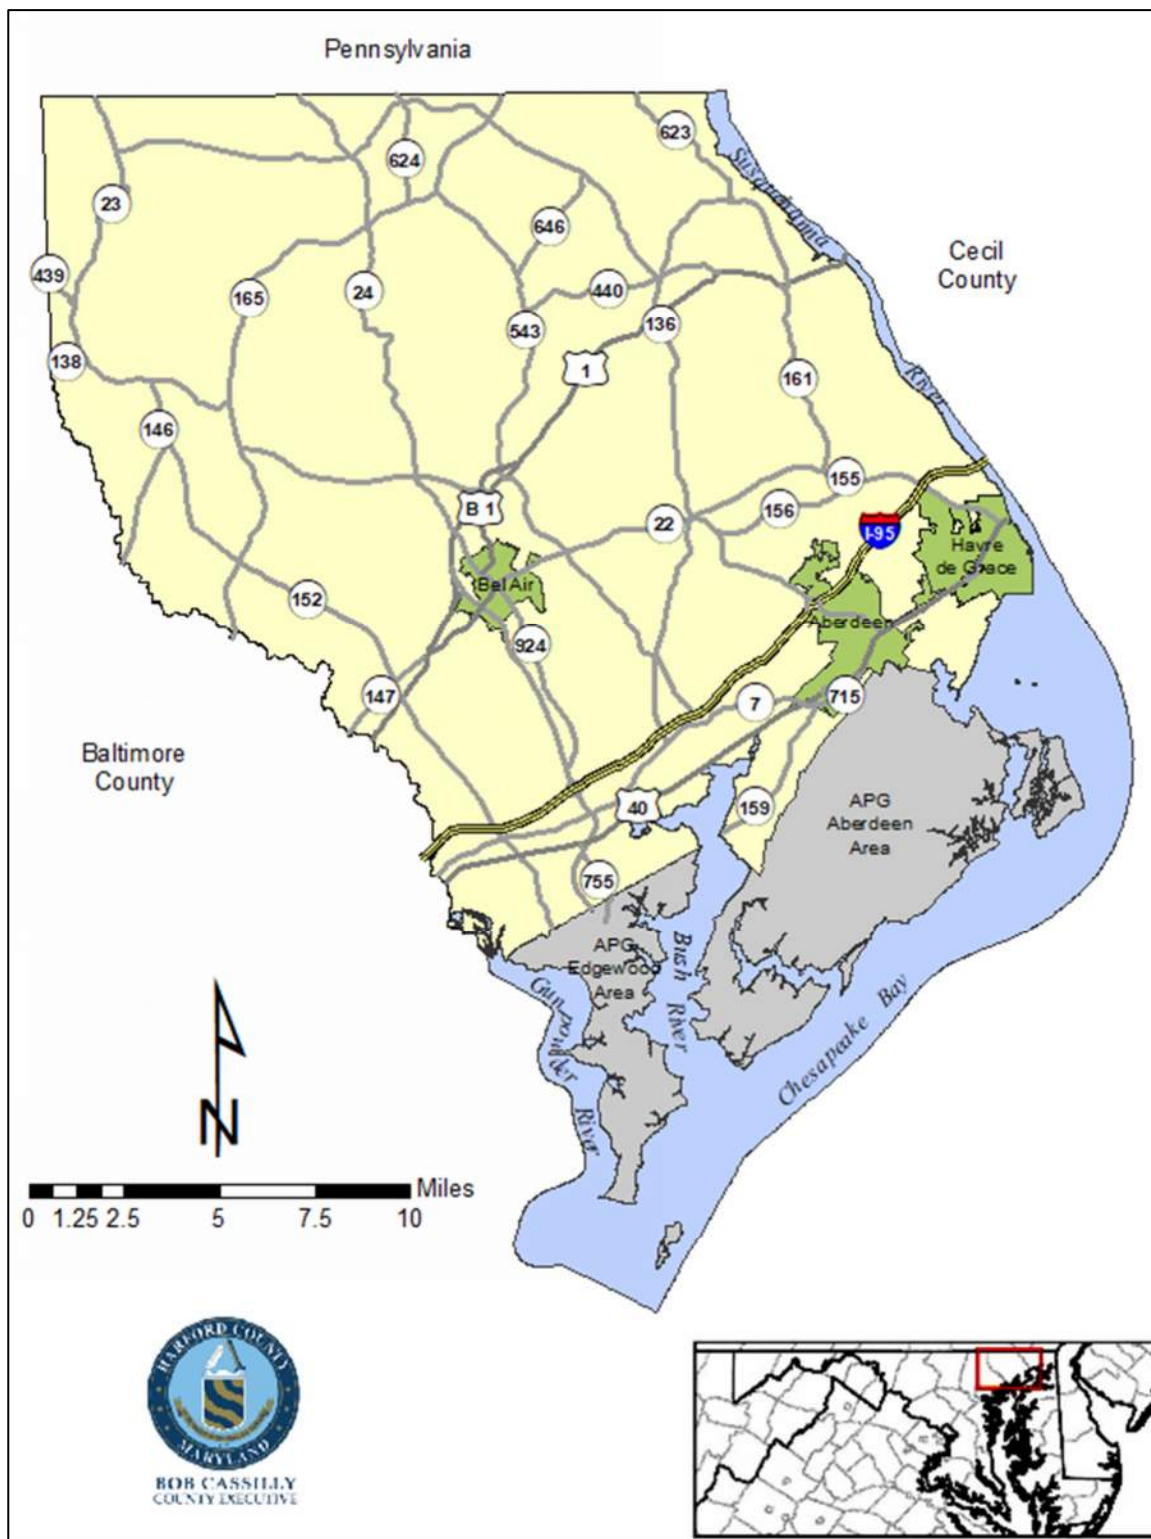 Pennsylvania
623
624
Susquehanna
23
646
Cecil
County
439
165
24
440
543
136
138
1
161
River
146
155
B 1
156
22
I-95
Havre
de Grace
Bel Air
152
Aberdeen
924
147
7
715
Baltimore
County
40
159
APG
Aberdeen
Area
755
APG
Edgewood
Area
Bush
River
Gunpowder
River
Chesapeake Bay
N
Miles
0 1.25 2.5 5 7.5 10
HARFORD COUNTY
MARYLAND
BOB CASSILLY
COUNTY EXECUTIVE